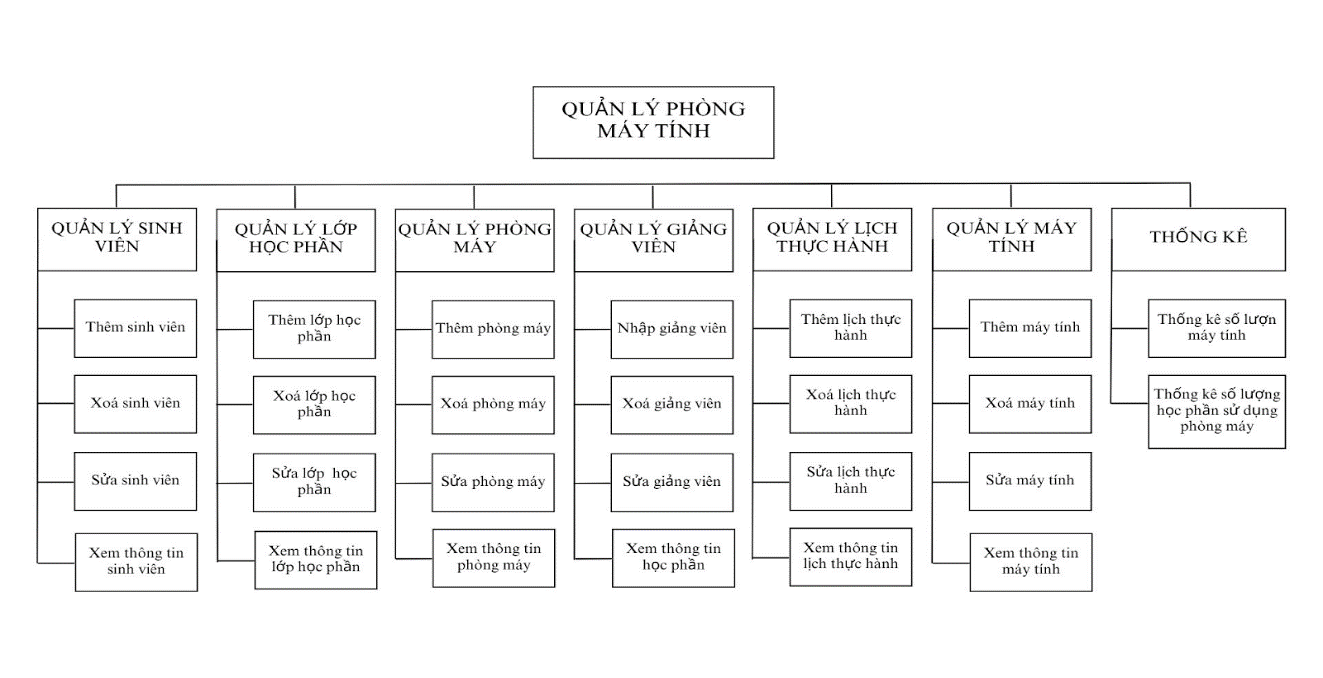 QUẢN LÝ PHÒNG
MÁY TÍNH
QUẢN LÝ SINH
VIÊN
Thêm sinh viên
Xoá sinh viên
Sửa sinh viên
Xem thông tin
sinh viên
QUẢN LÝ LỚP
HỌC PHẦN
Thêm lớp học
phần
Xoá lớp học
phần
Sửa lớp học
phần
Xem thông tin
lớp học phần
QUẢN LÝ PHÒNG
MÁY
Thêm phòng máy
Xoá phòng máy
Sửa phòng máy
Xem thông tin
phòng máy
QUẢN LÝ GIẢNG
VIÊN
Nhập giảng viên
Xoá giảng viên
Sửa giảng viên
Xem thông tin
học phần
QUẢN LÝ LỊCH
THỰC HÀNH
Thêm lịch thực
hành
Xoá lịch thực
hành
Sửa lịch thực
hành
Xem thông tin
lịch thực hành
QUẢN LÝ MÁY
TÍNH
Thêm máy tính
Xoá máy tính
Sửa máy tính
Xem thông tin
máy tính
THỐNG KÊ
Thống kê số lượn
máy tính
Thống kê số lượng
học phần sử dụng
phòng máy